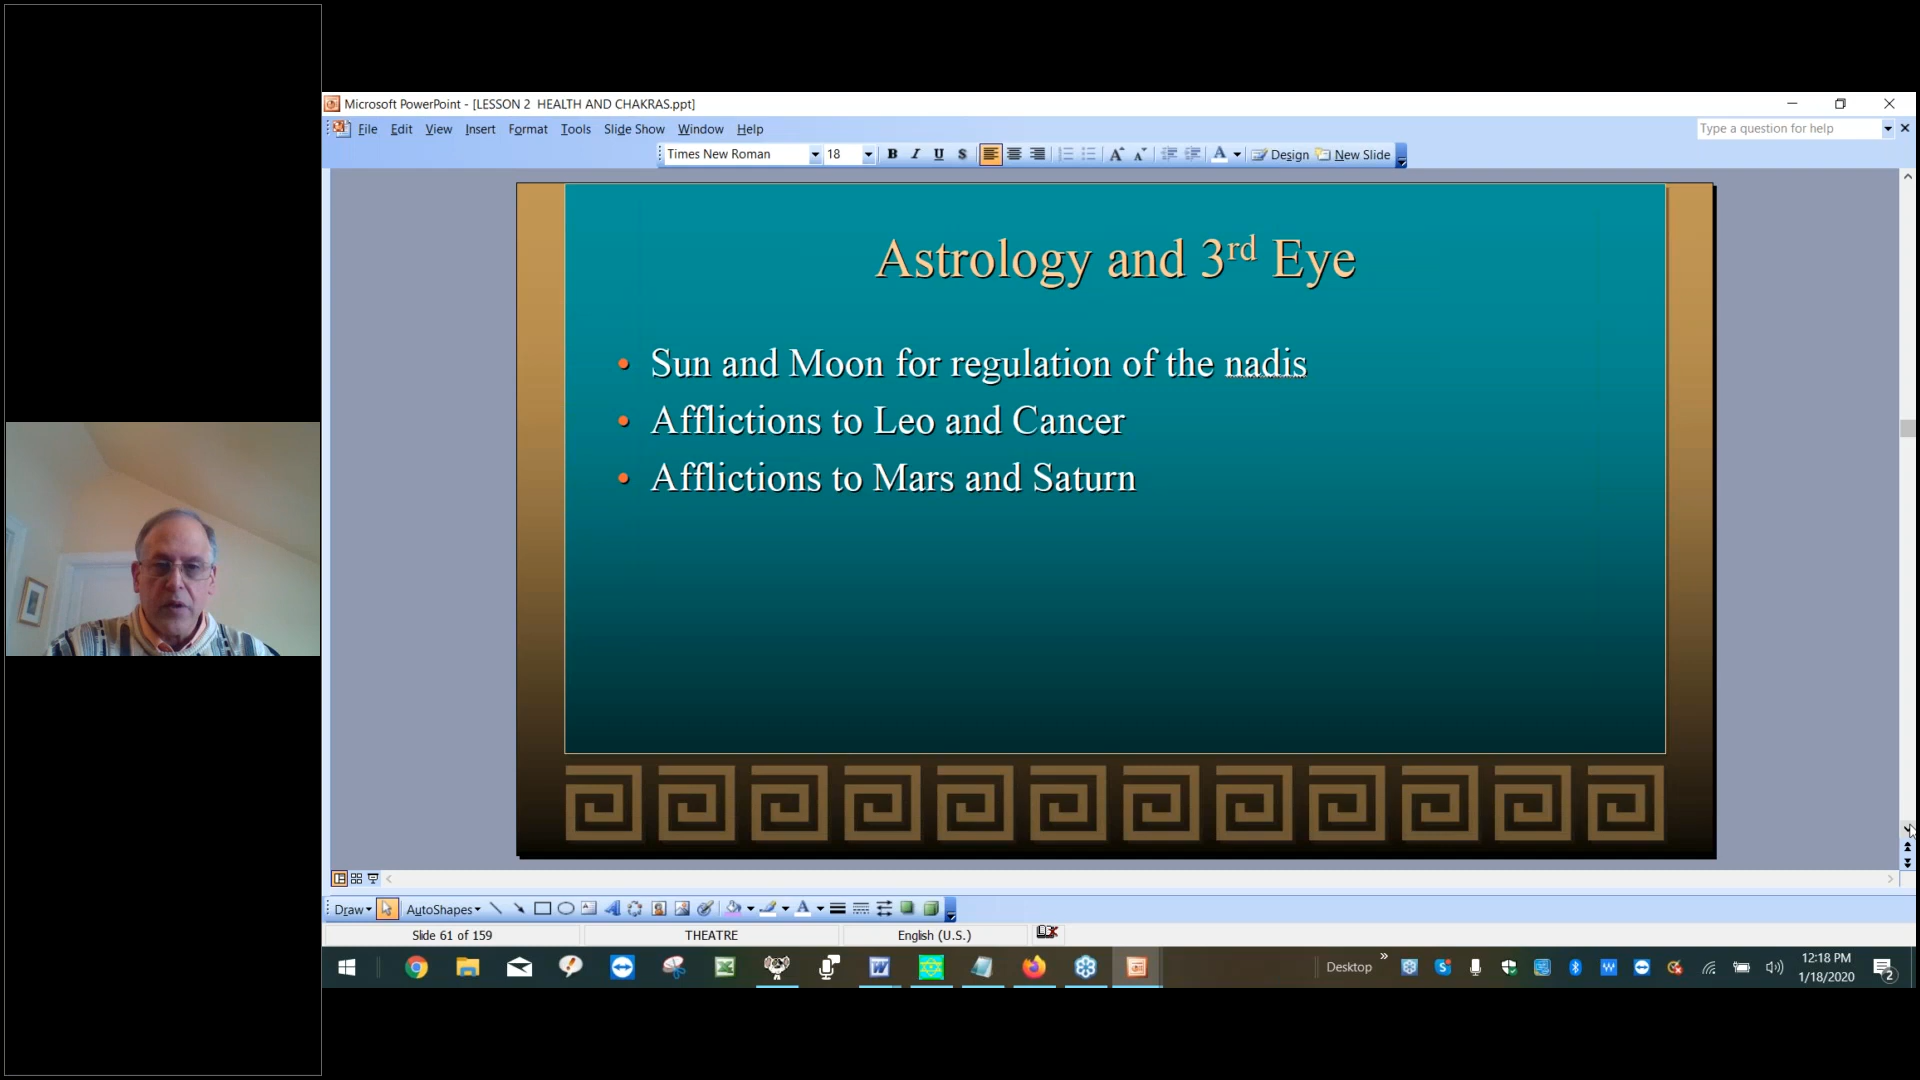 Microsoft PowerPoint - [LESSON 2  HEALTH AND CHAKRAS.ppt]
File Edit View Insert Format Tools Slide Show Window Help
Type a question for help
Times New Roman 18 B I U S A A A Design New Slide
Astrology and 3rd Eye
• Sun and Moon for regulation of the nadis
• Afflictions to Leo and Cancer
• Afflictions to Mars and Saturn
Draw AutoShapes A
Slide 61 of 159 THEATRE English (U.S.)
Desktop
12:18 PM
1/18/2020
2